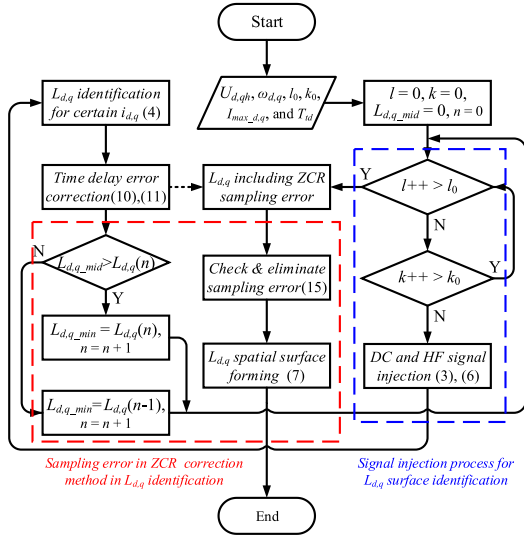 Start
U_{d,qh}, ω_{d,q}, l_0, k_0,
I_{max_d,q}, and T_{td}
l = 0, k = 0,
L_{d,q_mid} = 0, n = 0
L_{d,q} identification
for certain i_{d,q} (4)
Time delay error
correction(10),(11)
L_{d,q} including ZCR
sampling error
Y
l++ > l_0
N
k++ > k_0
Y
N
DC and HF signal
injection (3), (6)
N
L_{d,q_mid}>L_{d,q}(n)
Y
Check & eliminate
sampling error(15)
L_{d,q_min} = L_{d,q}(n),
n = n + 1
L_{d,q} spatial surface
forming (7)
L_{d,q_min}=L_{d,q}(n-1),
n = n + 1
Sampling error in ZCR correction
method in L_{d,q} identification
Signal injection process for
L_{d,q} surface identification
End